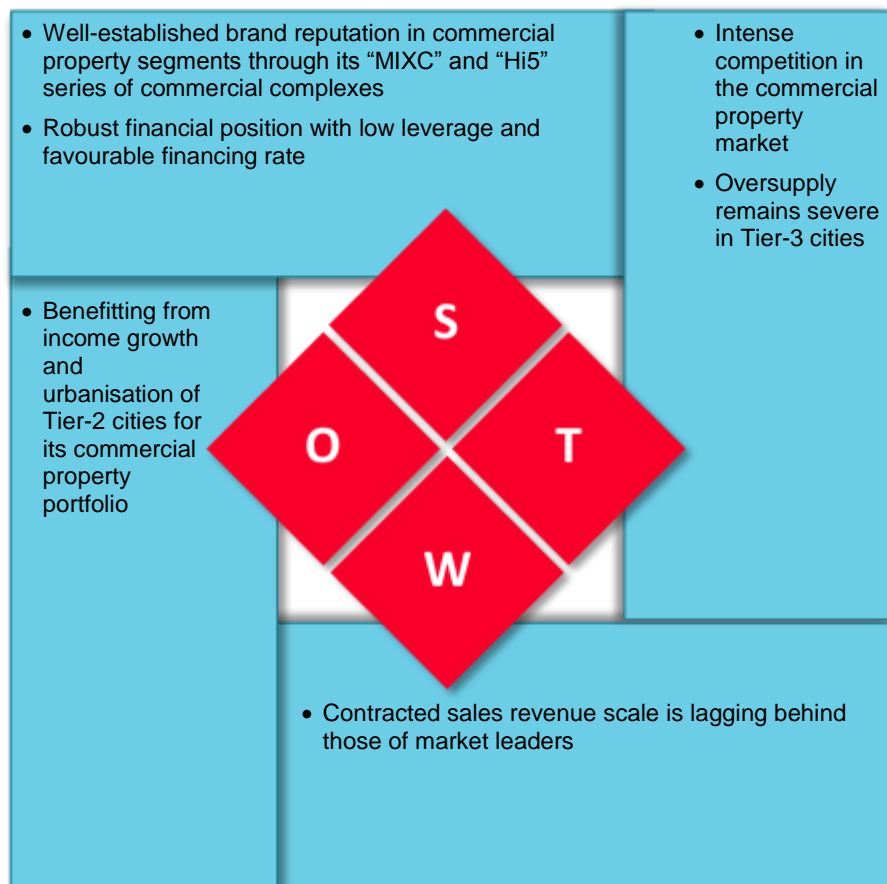 • Well-established brand reputation in commercial
property segments through its “MIXC” and “Hi5”
series of commercial complexes
• Robust financial position with low leverage and
favourable financing rate
• Intense
competition in
the commercial
property
market
• Oversupply
remains severe
in Tier-3 cities
• Benefitting from
income growth
and
urbanisation of
Tier-2 cities for
its commercial
property
portfolio
S
O
T
W
• Contracted sales revenue scale is lagging behind
those of market leaders